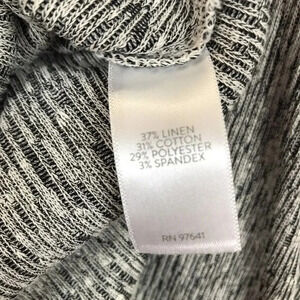 37% LINEN
31% COTTON
29% POLYESTER
3% SPANDEX
RN 97641